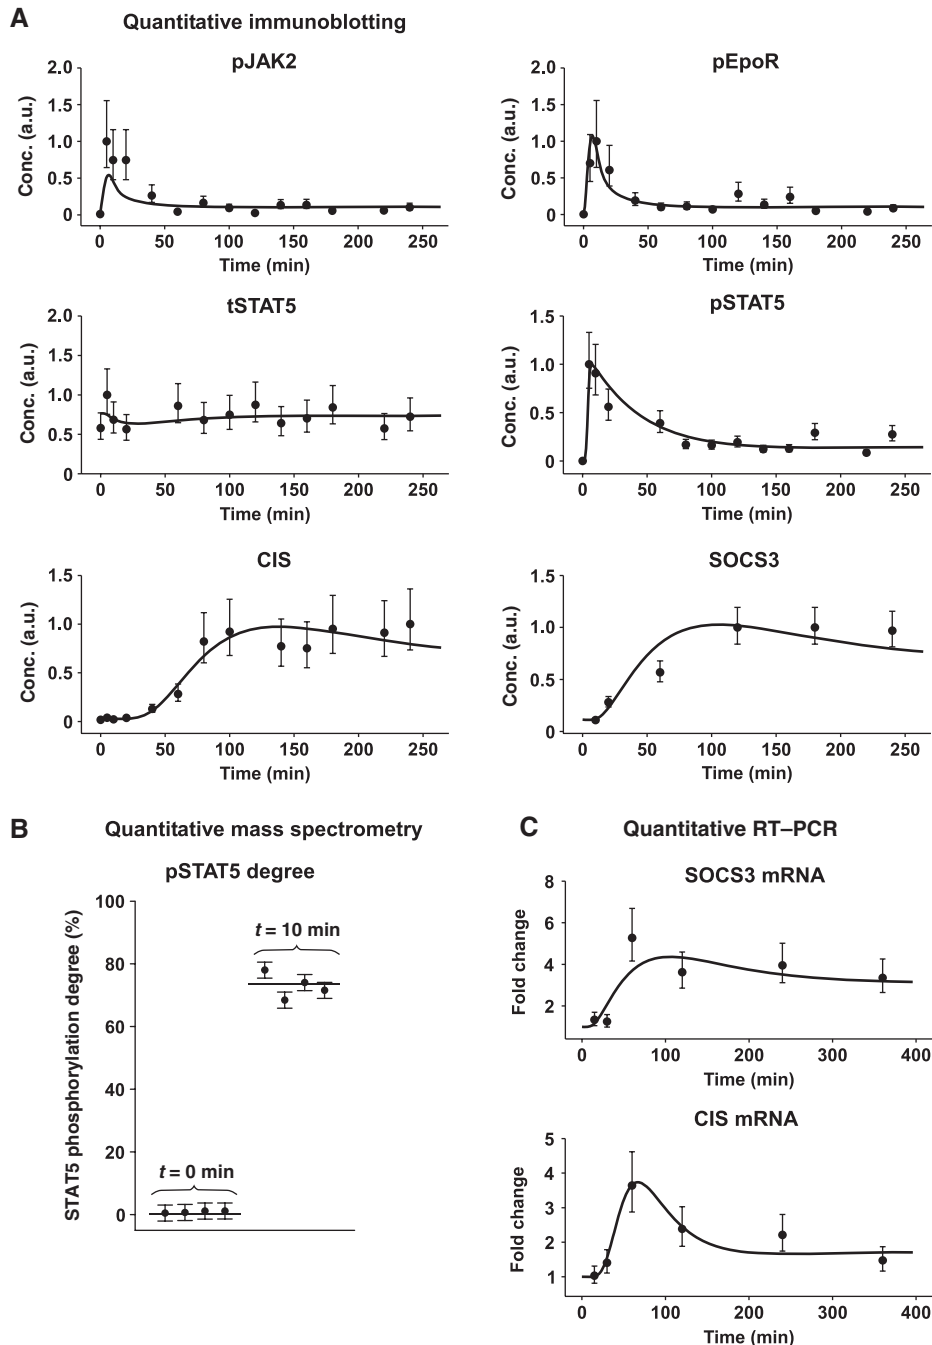 A
Quantitative immunoblotting
pJAK2
Conc. (a.u.)
2.0
1.5
1.0
0.5
0
0 50 100 150 200 250
Time (min)
pEpoR
Conc. (a.u.)
2.0
1.5
1.0
0.5
0
0 50 100 150 200 250
Time (min)
tSTAT5
Conc. (a.u.)
2.0
1.5
1.0
0.5
0
0 50 100 150 200 250
Time (min)
pSTAT5
Conc. (a.u.)
1.5
1.0
0.5
0
0 50 100 150 200 250
Time (min)
CIS
Conc. (a.u.)
1.5
1.0
0.5
0
0 50 100 150 200 250
Time (min)
SOCS3
Conc. (a.u.)
1.5
1.0
0.5
0
0 50 100 150 200 250
Time (min)
B
Quantitative mass spectrometry
pSTAT5 degree
STAT5 phosphorylation degree (%)
100
80
60
40
20
0
t = 10 min
t = 0 min
C
Quantitative RT–PCR
SOCS3 mRNA
Fold change
8
6
4
2
0 100 200 300 400
Time (min)
CIS mRNA
Fold change
5
4
3
2
1
0 100 200 300 400
Time (min)